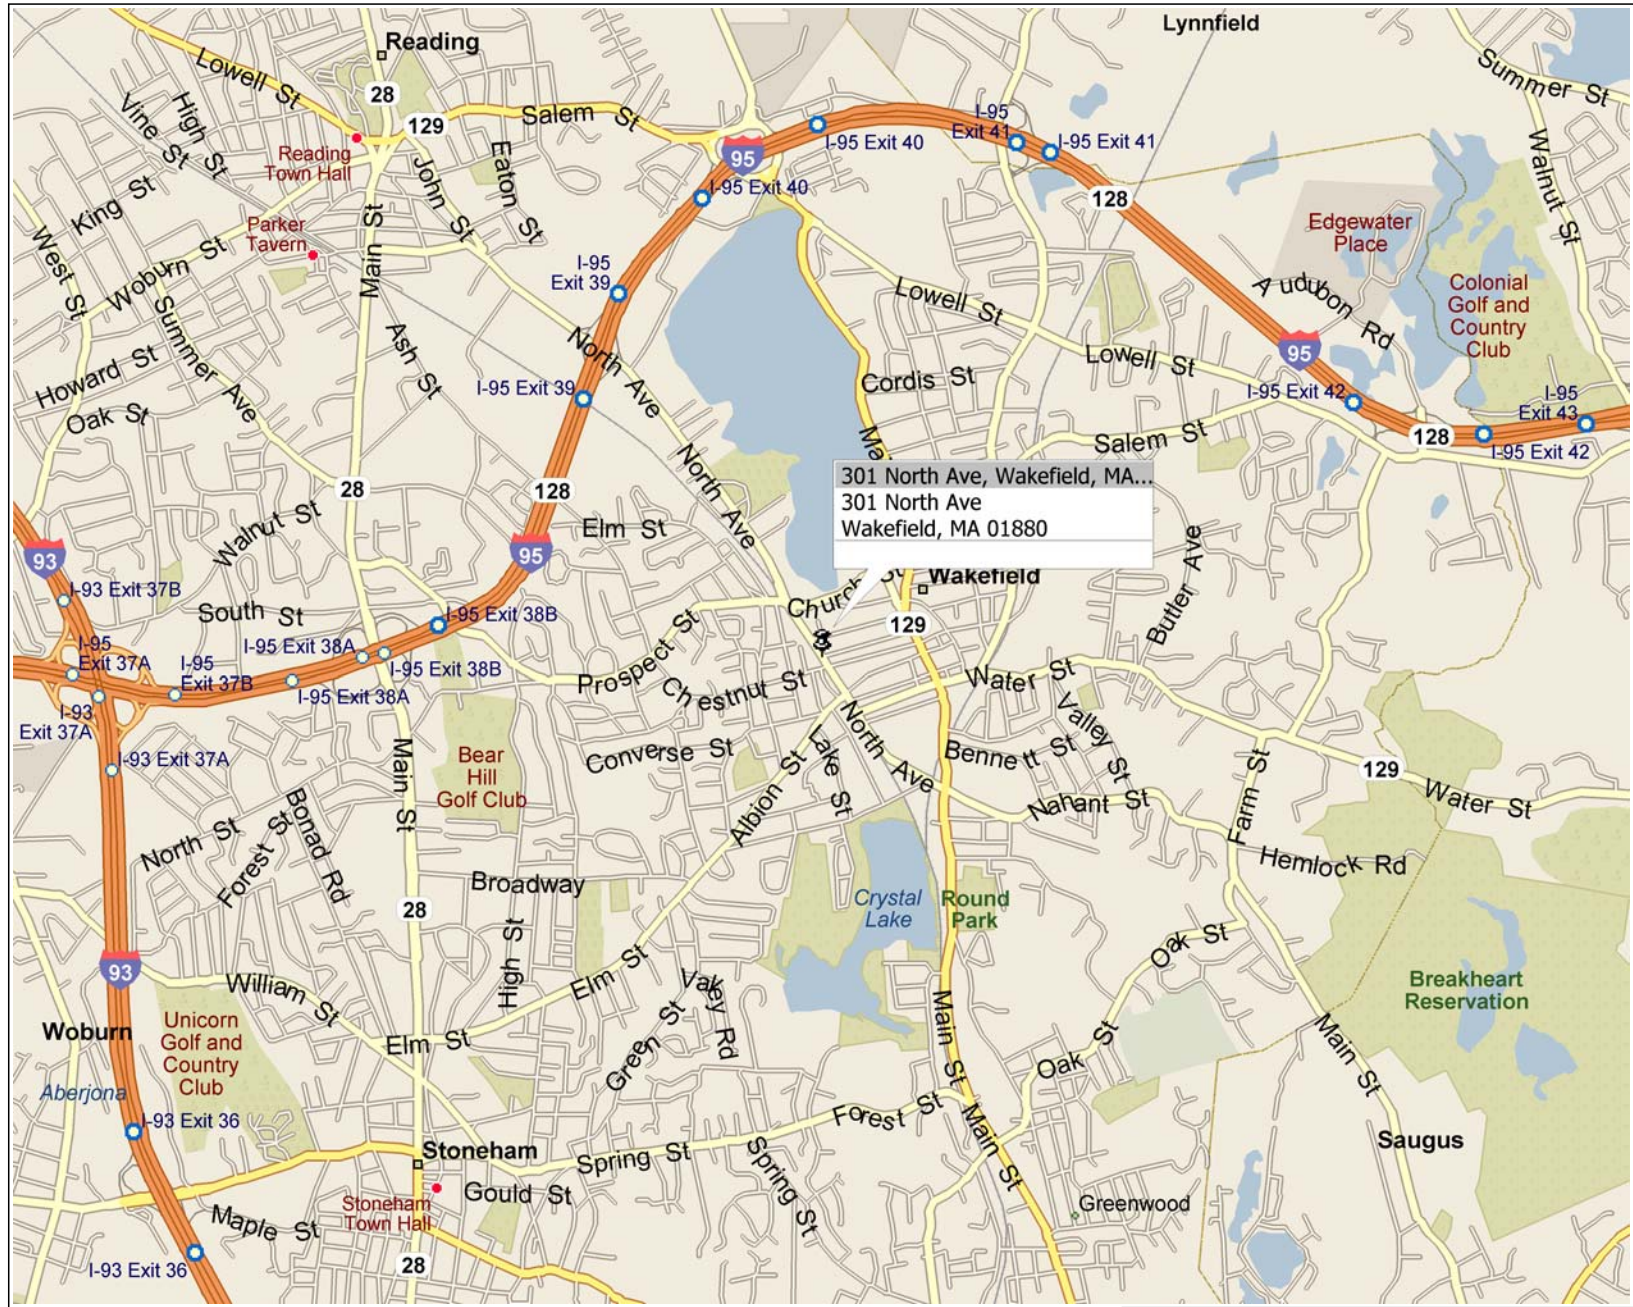 Lynnfield
Reading
Lowell St
Summer St
28
Vine St
High St
129
Salem St
I-95
Exit 41
I-95 Exit 40
I-95 Exit 41
Reading
Town Hall
John St
Eaton St
95
Walnut St
King St
I-95 Exit 40
128
Parker
Tavern
Main St
Edgewater
Place
West St
Woburn St
I-95
Exit 39
Lowell St
Audubon Rd
Colonial
Golf and
Country
Club
Summer Ave
Ash St
North Ave
Lowell St
95
Howard St
Cordis St
I-95 Exit 39
I-95 Exit 42
I-95
Exit 43
Oak St
Salem St
128
I-95 Exit 42
North Ave
301 North Ave, Wakefield, MA...
301 North Ave
Wakefield, MA 01880
28
128
Walnut St
Elm St
95
93
Butler Ave
Wakefield
I-93 Exit 37B
Church St
South St
I-95 Exit 38B
129
I-95
Exit 37A
I-95 Exit 38A
I-95
Exit 37B
I-95 Exit 38B
Prospect St
Water St
I-95 Exit 38A
Chestnut St
I-93
Exit 37A
Valley St
North Ave
Lake St
Main St
Converse St
Bennett St
I-93 Exit 37A
Bear
Hill
Golf Club
Albion St
Farm St
129
Water St
Bonad Rd
Nahant St
North St
Forest St
Hemlock Rd
Broadway
Crystal
Lake
Round
Park
28
High St
Oak St
93
Elm St
Valley Rd
Breakheart
Reservation
William St
Green St
Main St
Main St
Woburn
Unicorn
Golf and
Country
Club
Elm St
Oak St
Aberjona
I-93 Exit 36
Forest St
Main St
Saugus
Stoneham
Spring St
Spring St
Gould St
Stoneham
Town Hall
Greenwood
Maple St
I-93 Exit 36
28